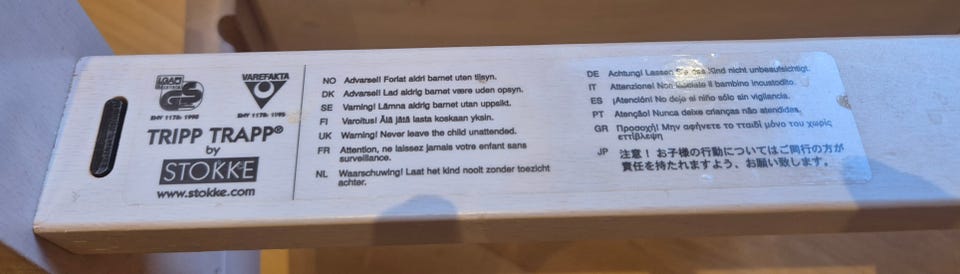 LGA
GS
VAREFAKTA
ENV 1178: 1995
ENV 1178: 1995
TRIPP TRAPP®
by
STOKKE
www.stokke.com
NO Advarsel! Forlat aldri barnet uten tilsyn.
DK Advarsel! Lad aldrig barnet være uden opsyn.
SE Varning! Lämna aldrig barnet utan uppsikt.
FI Varoitus! Älä jätä lasta koskaan yksin.
UK Warning! Never leave the child unattended.
FR Attention, ne laissez jamais votre enfant sans
surveillance.
NL Waarschuwing! Laat het kind nooit zonder toezicht
achter.
DE Achtung! Lassen Sie das Kind nicht unbeaufsichtigt.
IT Attenzione! Non lasciate il bambino incustodito.
ES ¡Atención! No deje al niño sólo sin vigilancia.
PT Atenção! Nunca deixe crianças não atendidas.
GR Προσοχή! Μην αφήνετε το παιδί μόνο του χωρίς
επίβλεψη
JP 注意！お子様の行動についてはご同行の方が
責任を持たれますよう、お願い致します。